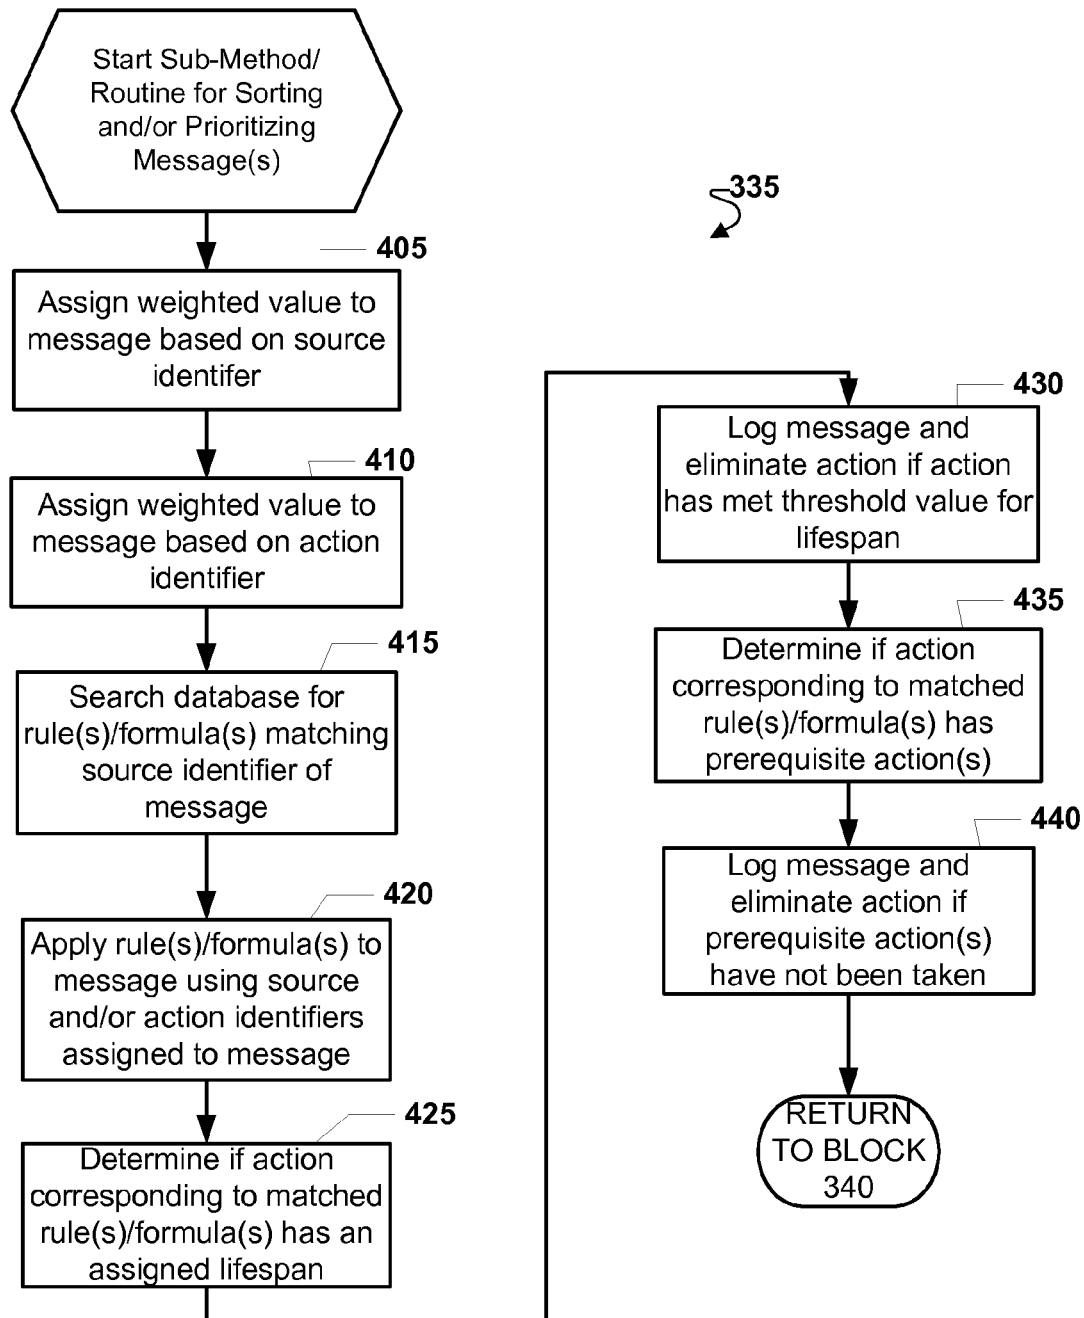 Start Sub-Method/
Routine for Sorting
and/or Prioritizing
Message(s)
335
405
Assign weighted value to
message based on source
identifer
410
Assign weighted value to
message based on action
identifier
415
Search database for
rule(s)/formula(s) matching
source identifier of
message
420
Apply rule(s)/formula(s) to
message using source
and/or action identifiers
assigned to message
425
Determine if action
corresponding to matched
rule(s)/formula(s) has an
assigned lifespan
430
Log message and
eliminate action if action
has met threshold value for
lifespan
435
Determine if action
corresponding to matched
rule(s)/formula(s) has
prerequisite action(s)
440
Log message and
eliminate action if
prerequisite action(s)
have not been taken
RETURN
TO BLOCK
340